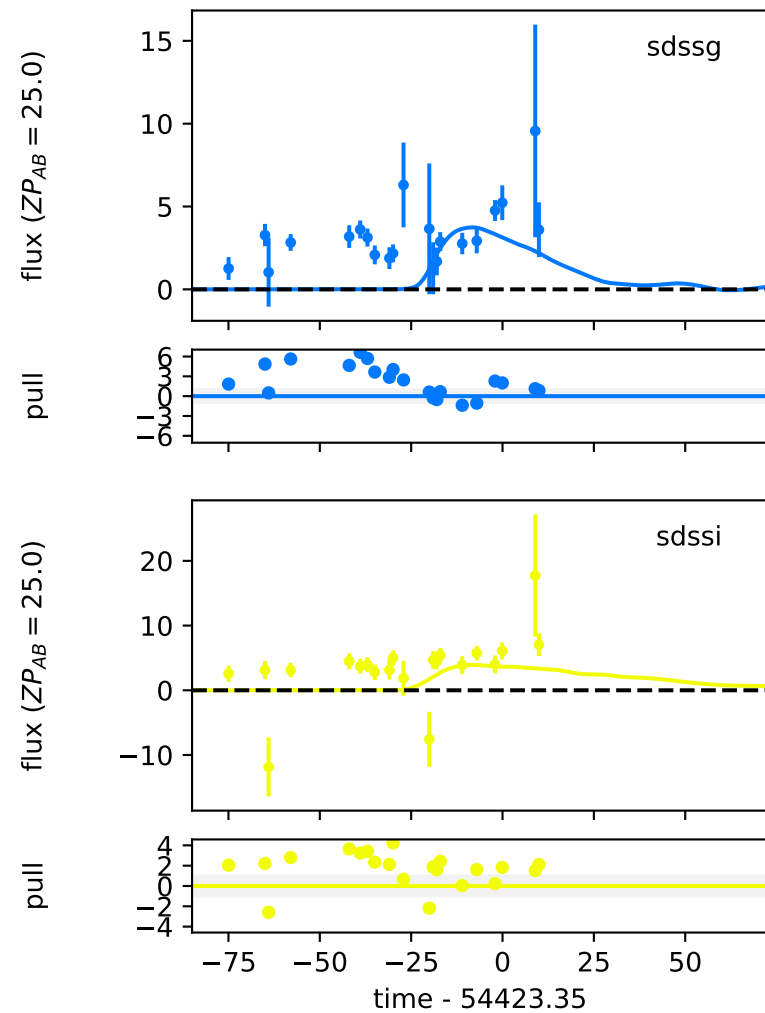 sdssg
flux (ZP_AB = 25.0)
15
10
5
0
pull
6
3
0
−3
−6
sdssi
flux (ZP_AB = 25.0)
20
10
0
−10
pull
4
2
0
−2
−4
−75 −50 −25 0 25 50
time - 54423.35